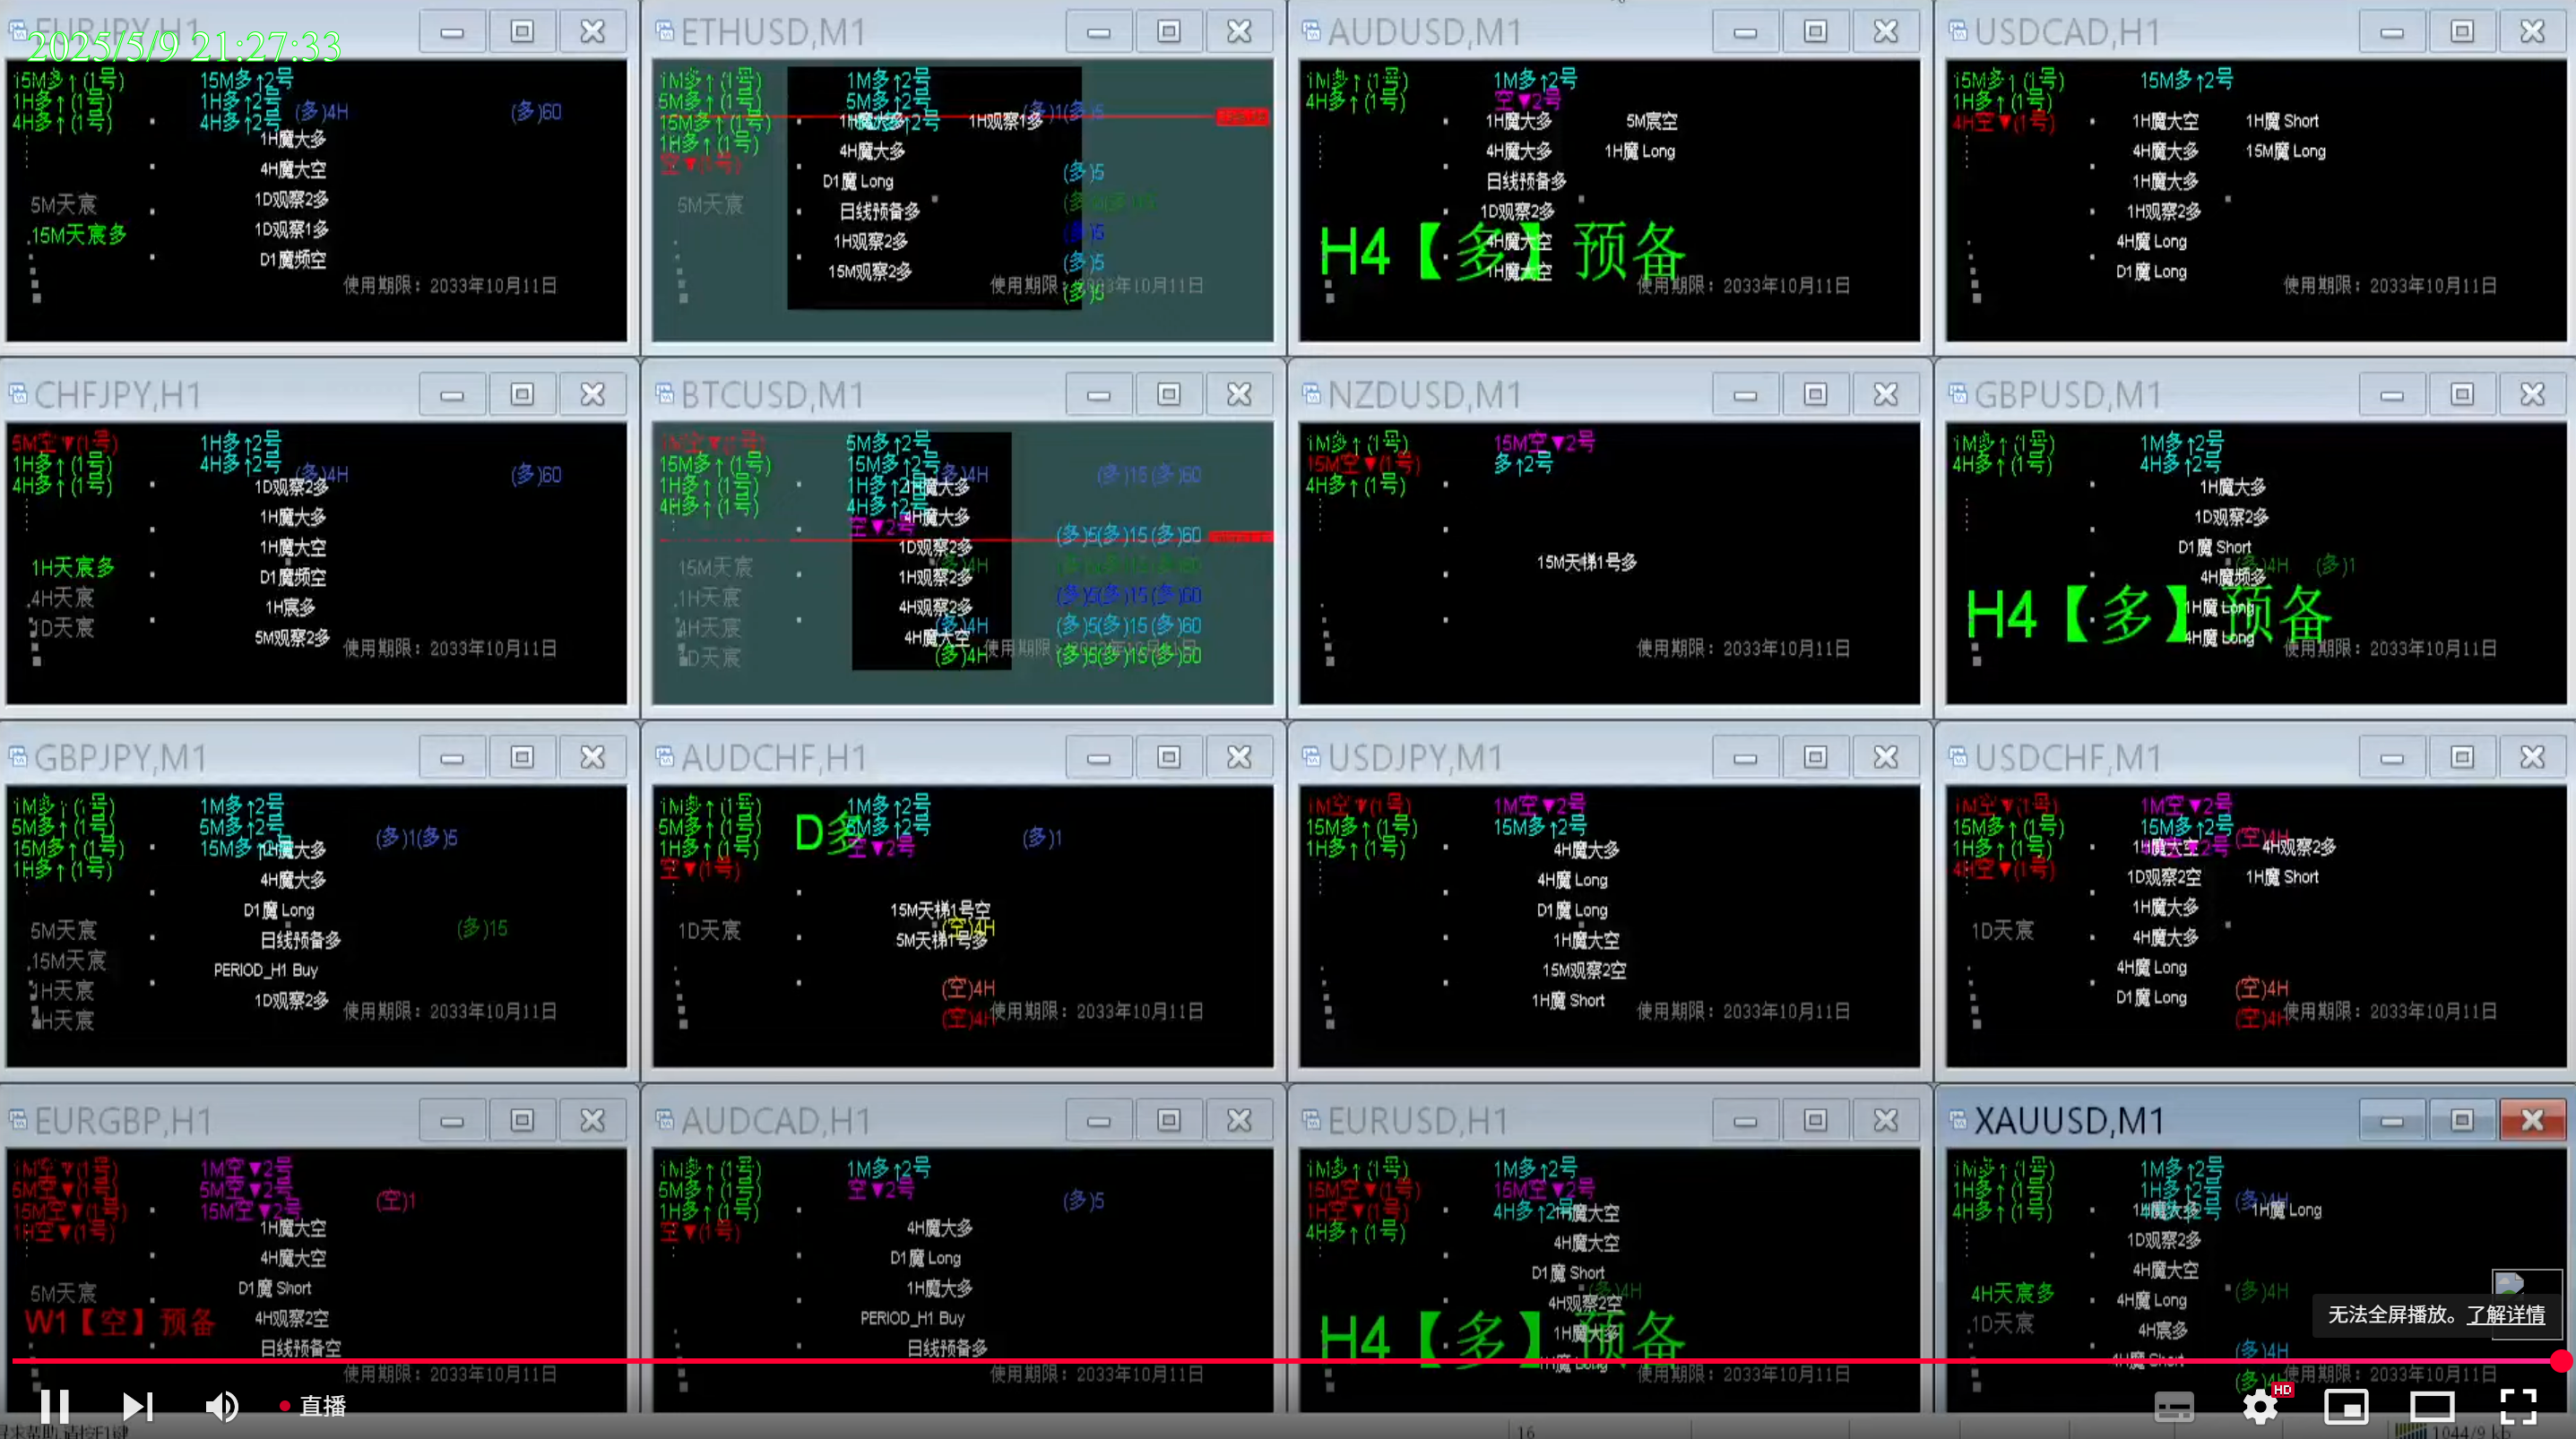 EURJPY,H1
2025/5/9 21:27:33
15M多↑(1号) 15M多↑2号
1H多↑(1号) 1H多↑2号 (多)4H (多)60
4H多↑(1号) 4H多↑2号
1H魔大多
4H魔大空
1D观察2多
5M天宸
1D观察1多
15M天宸多
D1魔频空
使用期限：2033年10月11日
ETHUSD,M1
1M多↑(1号) 1M多↑2号
5M多↑(1号) 5M多↑2号
15M多↑(1号) 1H魔大多 1H观察1多 (多)1(多)5
1H多↑(1号)
空▼(1号)
4H魔大多
D1魔 Long (多)5
5M天宸
日线预备多
1H观察2多 (多)5
15M观察2多 (多)5
使用期限：2033年10月11日
(多)5
AUDUSD,M1
1M多↑(1号) 1M多↑2号
4H多↑(1号) 空▼2号
1H魔大多 5M宸空
4H魔大多 1H魔 Long
日线预备多
1D观察2多
4H魔大空
H4【多】预备
1H魔大空
使用期限：2033年10月11日
USDCAD,H1
15M多↑(1号) 15M多↑2号
1H多↑(1号)
4H空▼(1号)
1H魔大空 1H魔 Short
4H魔大多 15M魔 Long
1H魔大多
1H观察2多
4H魔 Long
D1魔 Long
使用期限：2033年10月11日
CHFJPY,H1
5M空▼(1号) 1H多↑2号
1H多↑(1号) 4H多↑2号 (多)4H (多)60
4H多↑(1号)
1D观察2多
1H魔大多
1H魔大空
1H天宸多
D1魔频空
4H天宸
1H宸多
1D天宸
5M观察2多
使用期限：2033年10月11日
BTCUSD,M1
1M空▼(1号) 5M多↑2号
15M多↑(1号) 15M多↑2号 (多)4H (多)15(多)60
1H多↑(1号) 1H多↑2号
4H多↑(1号) 4H多↑2号
空▼2号
1H魔大多
4H魔大多
1D观察2多 (多)5(多)15(多)60
15M天宸 (多)4H
1H观察2多
1H天宸 (多)5(多)15(多)60
4H观察2多
4H天宸 (多)4H (多)5(多)15(多)60
4H魔大空
D天宸 (多)4H (多)5(多)15(多)60
NZDUSD,M1
1M多↑(1号) 15M空▼2号
15M空▼(1号) 多↑2号
4H多↑(1号)
15M天梯1号多
使用期限：2033年10月11日
GBPUSD,M1
1M多↑(1号) 1M多↑2号
4H多↑(1号) 4H多↑2号
1H魔大多
1D观察2多
D1魔 Short
(多)4H (多)1
4H魔频多
1H魔 Long
H4【多】预备
4H魔 Long
使用期限：2033年10月11日
GBPJPY,M1
1M多↑(1号) 1M多↑2号
5M多↑(1号) 5M多↑2号 (多)1(多)5
15M多↑(1号) 15M多↑2号
1H多↑(1号)
1H魔大多
4H魔大多
D1魔 Long
5M天宸 (多)15
日线预备多
15M天宸
PERIOD_H1 Buy
1H天宸
1D观察2多
4H天宸
使用期限：2033年10月11日
AUDCHF,H1
1M多↑(1号) 1M多↑2号
5M多↑(1号) D多 5M多↑2号 (多)1
1H多↑(1号) 空▼2号
空▼(1号)
15M天梯1号空
1D天宸 (空)4H
5M天梯1号多
(空)4H
(空)4H
使用期限：2033年10月11日
USDJPY,M1
1M空▼(1号) 1M空▼2号
15M多↑(1号) 15M多↑2号
1H多↑(1号)
4H魔大多
4H魔 Long
D1魔 Long
1H魔大空
15M观察2空
1H魔 Short
使用期限：2033年10月11日
USDCHF,M1
1M空▼(1号) 1M空▼2号
15M多↑(1号) 15M多↑2号 (空)4H
1H多↑(1号) 1H魔大空 4H观察2多
4H空▼(1号)
1D观察2空 1H魔 Short
1H魔大多
1D天宸
4H魔大多
4H魔 Long
(空)4H
D1魔 Long
(空)4H
使用期限：2033年10月11日
EURGBP,H1
1M空▼(1号) 1M空▼2号
5M空▼(1号) 5M空▼2号 (空)1
15M空▼(1号) 15M空▼2号
1H空▼(1号)
1H魔大空
4H魔大空
D1魔 Short
5M天宸
4H观察2空
W1【空】预备
日线预备空
使用期限：2033年10月11日
AUDCAD,H1
1M多↑(1号) 1M多↑2号
5M多↑(1号) 空▼2号 (多)5
1H多↑(1号)
空▼(1号)
4H魔大多
D1魔 Long
1H魔大多
PERIOD_H1 Buy
日线预备多
使用期限：2033年10月11日
EURUSD,H1
1M多↑(1号) 1M多↑2号
15M空▼(1号) 15M空▼2号
1H空▼(1号) 4H多↑2号
4H多↑(1号)
1H魔大空
4H魔大空
D1魔 Short
(多)4H
4H观察2空
1H魔大多
H4【多】预备
使用期限：2033年10月11日
XAUUSD,M1
1M多↑(1号) 1M多↑2号
1H多↑(1号) 1H多↑2号 (多)4H
4H多↑(1号) 1H魔大多 1H魔 Long
1D观察2多
4H魔大空
4H天宸多 (多)4H
4H魔 Long
1D天宸
4H宸多
(多)4H
使用期限：2033年10月11日
无法全屏播放。了解详情
直播
HD
16